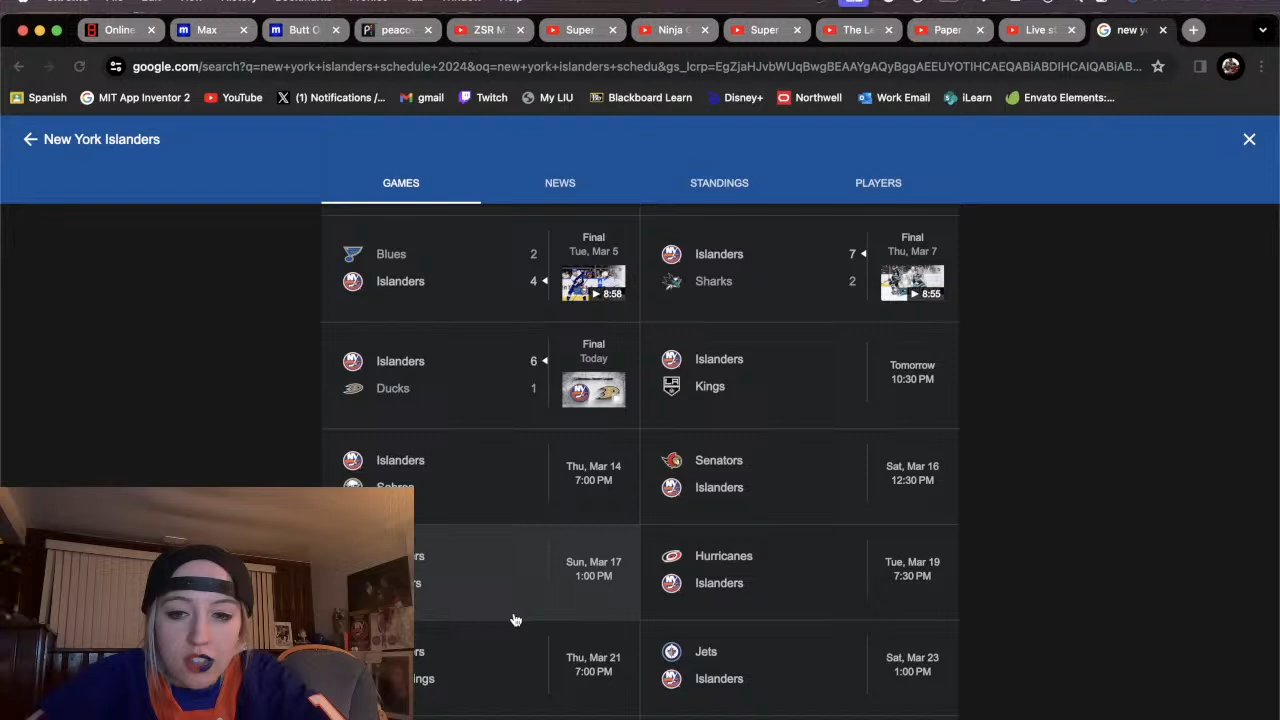 Online
Max
Butt O
peaco
ZSR M
Super
Ninja G
Super
The Le
Paper
Live st
new y
google.com/search?q=new+york+islanders+schedule+2024&oq=new+york+islanders+schedu&gs_lcrp=EgZjaHJvbWUqBwgBEAAYgAQyBggAEEUYOTIHCAEQABiABDIHCAIQABiAB...
Spanish
MIT App Inventor 2
YouTube
(1) Notifications /...
gmail
Twitch
My LIU
Blackboard Learn
Disney+
Northwell
Work Email
iLearn
Envato Elements:...
New York Islanders
GAMES
NEWS
STANDINGS
PLAYERS
Blues 2
Islanders 4
Final
Tue, Mar 5
8:58
Islanders 7
Sharks 2
Final
Thu, Mar 7
8:55
Islanders 6
Ducks 1
Final
Today
Islanders
Kings
Tomorrow
10:30 PM
Islanders
Thu, Mar 14
7:00 PM
Senators
Islanders
Sat, Mar 16
12:30 PM
rs
rs
Sun, Mar 17
1:00 PM
Hurricanes
Islanders
Tue, Mar 19
7:30 PM
rs
ngs
Thu, Mar 21
7:00 PM
Jets
Islanders
Sat, Mar 23
1:00 PM